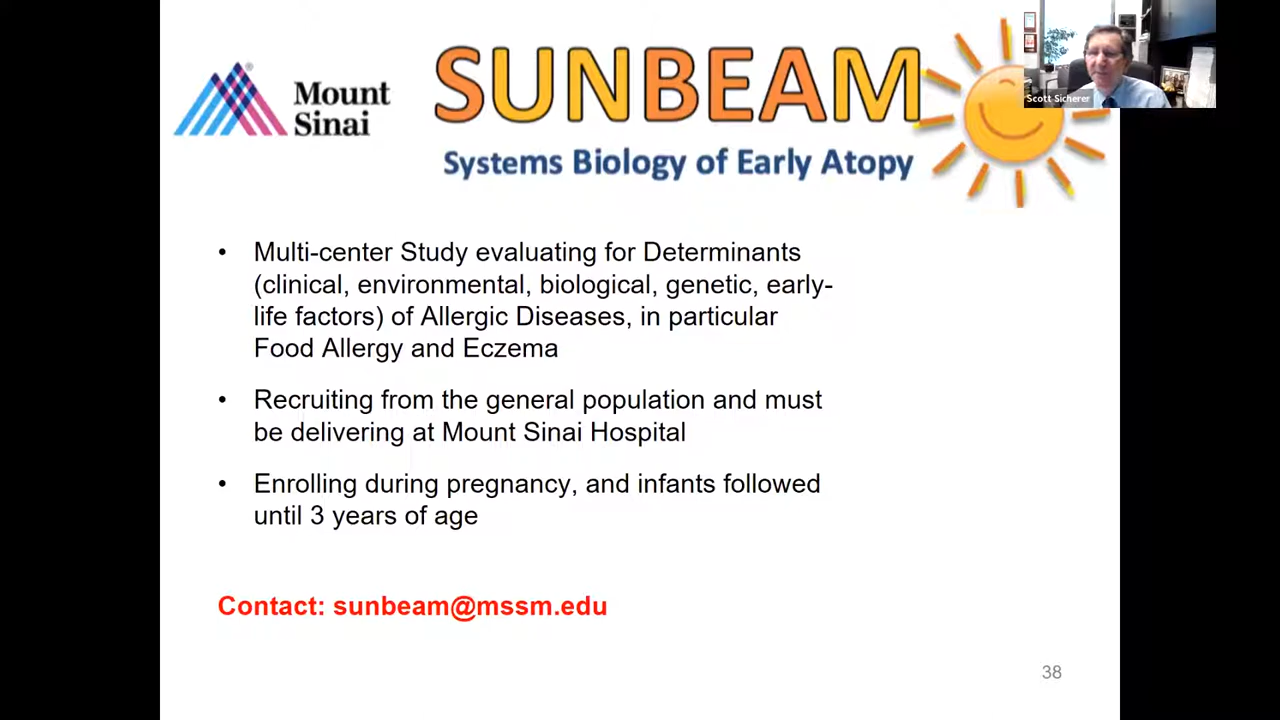 Mount
Sinai
SUNBEAM
Systems Biology of Early Atopy
Scott Sicherer
• Multi-center Study evaluating for Determinants
(clinical, environmental, biological, genetic, early-
life factors) of Allergic Diseases, in particular
Food Allergy and Eczema
• Recruiting from the general population and must
be delivering at Mount Sinai Hospital
• Enrolling during pregnancy, and infants followed
until 3 years of age
Contact: sunbeam@mssm.edu
38